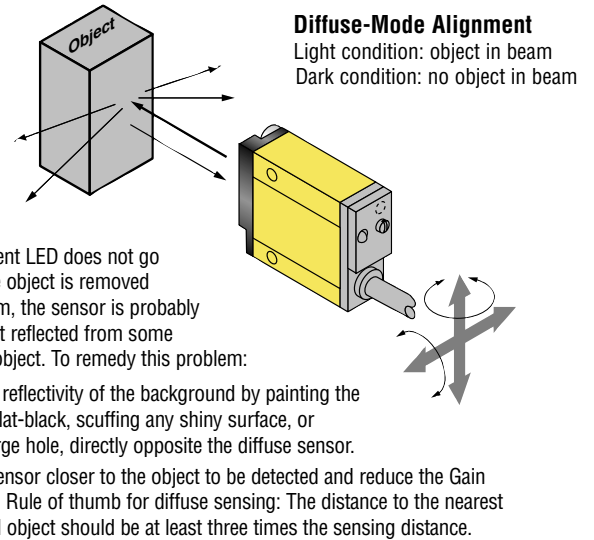 Object
Diffuse-Mode Alignment
Light condition: object in beam
Dark condition: no object in beam
ent LED does not go
object is removed
m, the sensor is probably
t reflected from some
object. To remedy this problem:
reflectivity of the background by painting the
lat-black, scuffing any shiny surface, or
rge hole, directly opposite the diffuse sensor.
ensor closer to the object to be detected and reduce the Gain
Rule of thumb for diffuse sensing: The distance to the nearest
object should be at least three times the sensing distance.